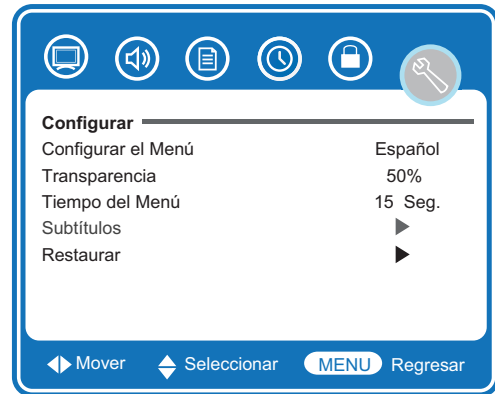 Configurar
Configurar el Menú Español
Transparencia 50%
Tiempo del Menú 15 Seg.
Subtítulos
Restaurar
Mover Seleccionar MENU Regresar